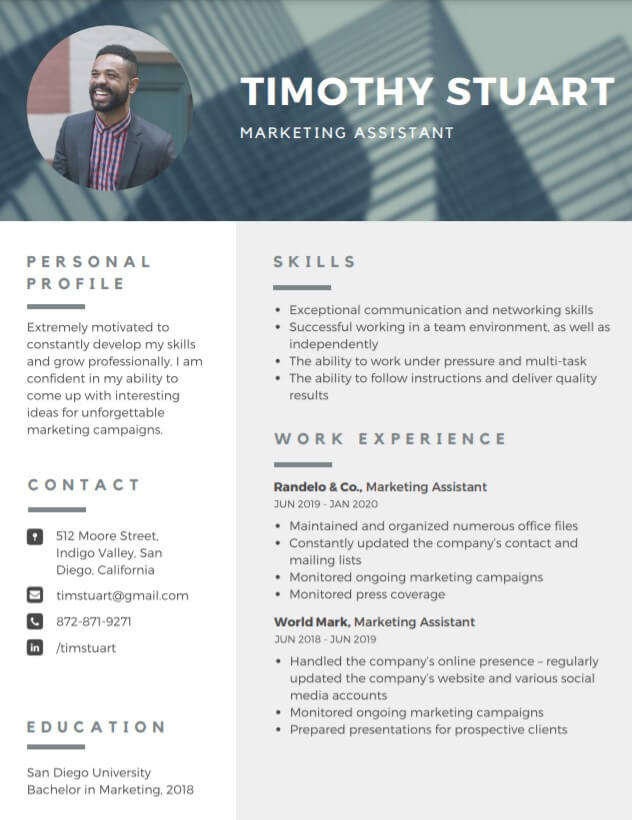 TIMOTHY STUART
MARKETING ASSISTANT
PERSONAL
PROFILE
Extremely motivated to
constantly develop my skills
and grow professionally. I am
confident in my ability to
come up with interesting
ideas for unforgettable
marketing campaigns.
CONTACT
512 Moore Street,
Indigo Valley, San
Diego, California
timstuart@gmail.com
872-871-9271
in /timstuart
EDUCATION
San Diego University
Bachelor in Marketing, 2018
SKILLS
• Exceptional communication and networking skills
• Successful working in a team environment, as well as
independently
• The ability to work under pressure and multi-task
• The ability to follow instructions and deliver quality
results
WORK EXPERIENCE
Randelo & Co., Marketing Assistant
JUN 2019 - JAN 2020
• Maintained and organized numerous office files
• Constantly updated the company's contact and
mailing lists
• Monitored ongoing marketing campaigns
• Monitored press coverage
World Mark, Marketing Assistant
JUN 2018 - JUN 2019
• Handled the company's online presence – regularly
updated the company's website and various social
media accounts
• Monitored ongoing marketing campaigns
• Prepared presentations for prospective clients